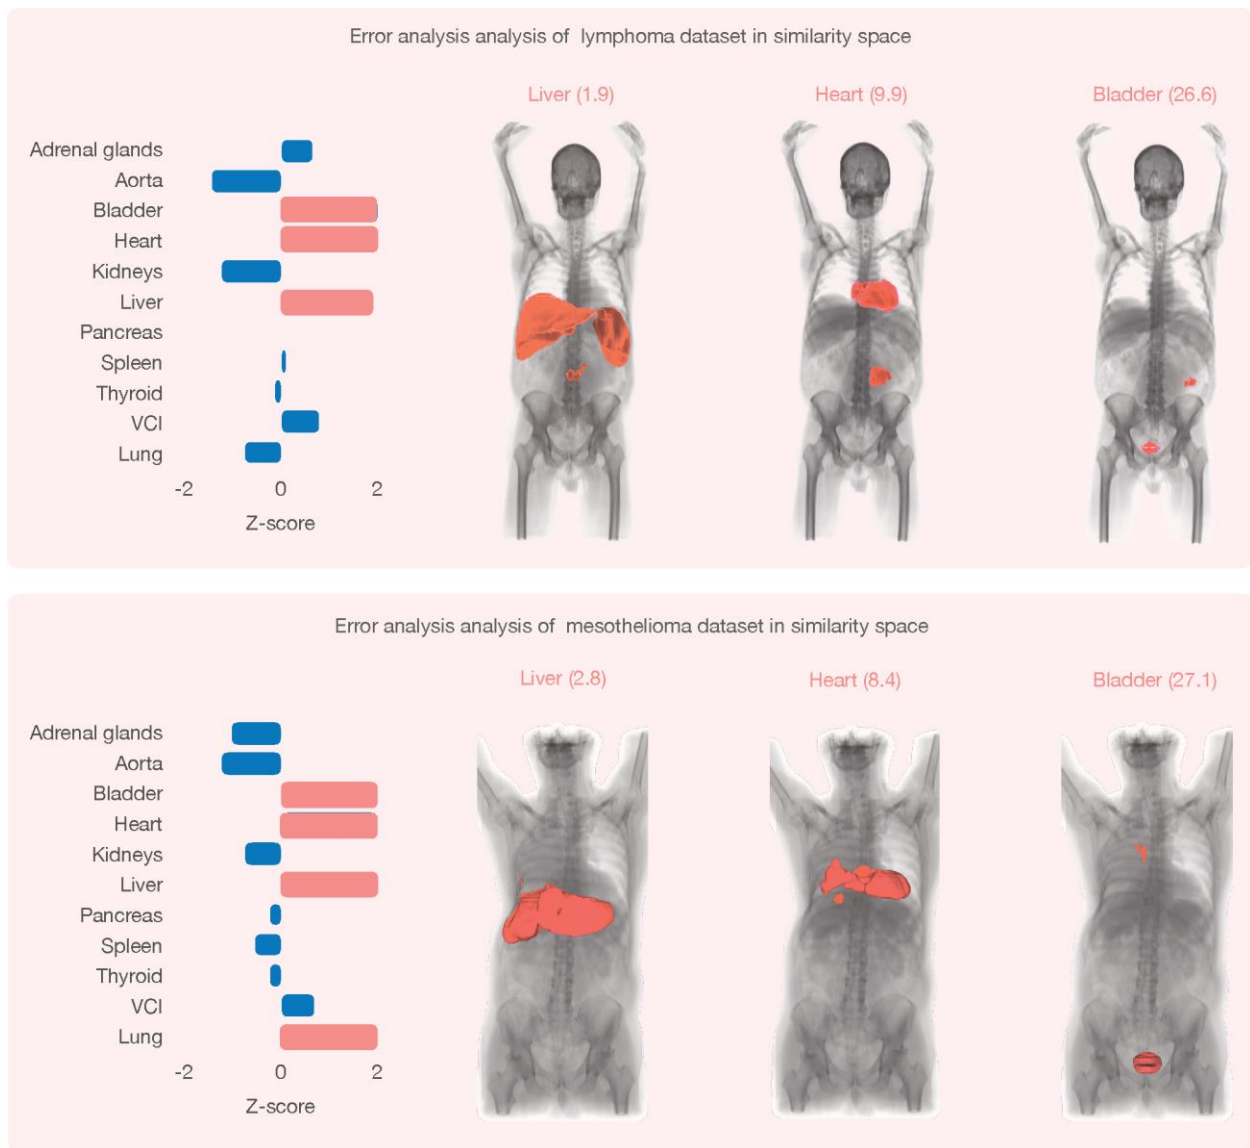 Error analysis analysis of lymphoma dataset in similarity space
Liver (1.9)
Heart (9.9)
Bladder (26.6)
Adrenal glands
Aorta
Bladder
Heart
Kidneys
Liver
Pancreas
Spleen
Thyroid
VCI
Lung
-2 0 2
Z-score
Error analysis analysis of mesothelioma dataset in similarity space
Liver (2.8)
Heart (8.4)
Bladder (27.1)
Adrenal glands
Aorta
Bladder
Heart
Kidneys
Liver
Pancreas
Spleen
Thyroid
VCI
Lung
-2 0 2
Z-score